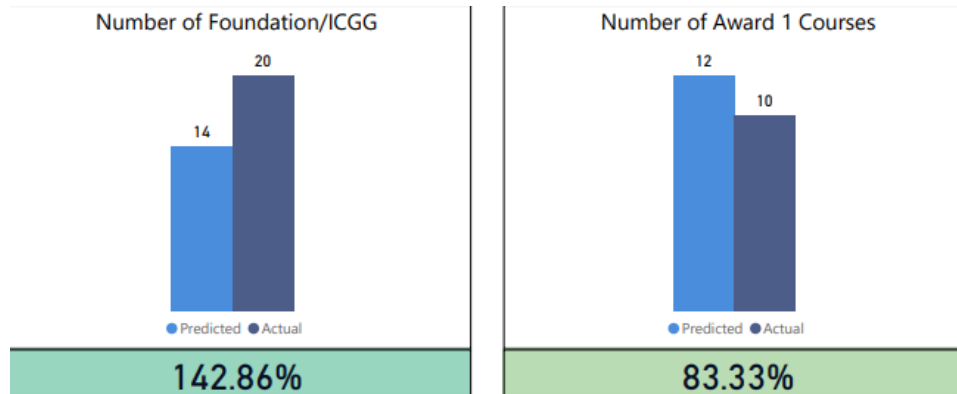 Number of Foundation/ICGG
20
14
Predicted Actual
142.86%
Number of Award 1 Courses
12
10
Predicted Actual
83.33%